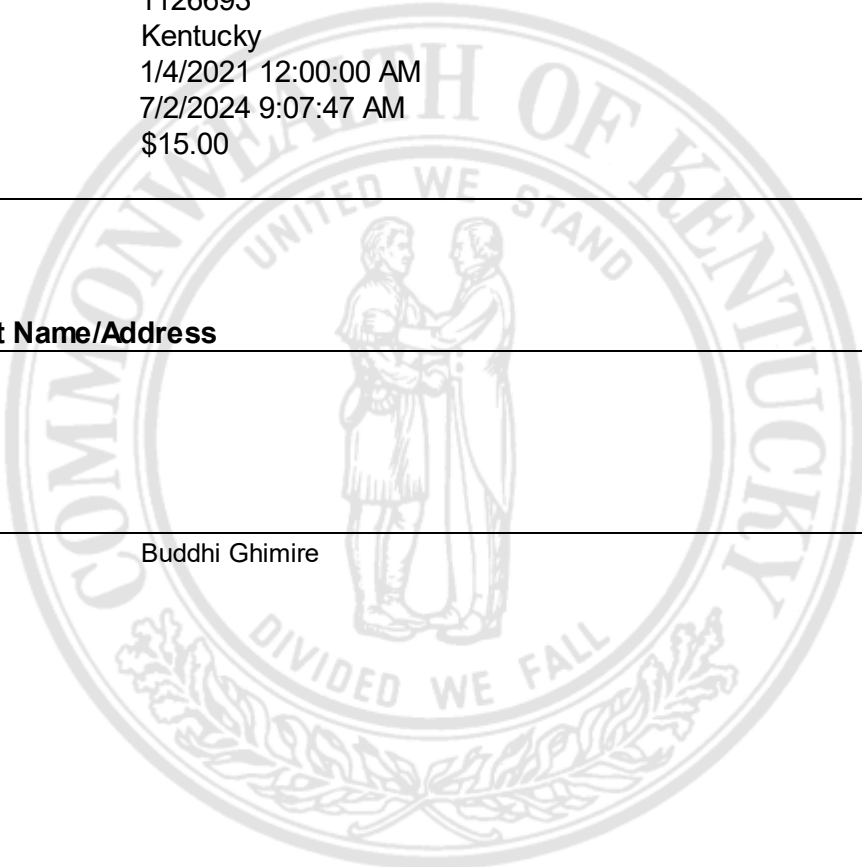 1126693
Kentucky
1/4/2021 12:00:00 AM
7/2/2024 9:07:47 AM
$15.00
t Name/Address
Buddhi Ghimire
COMMONWEALTH OF KENTUCKY
UNITED WE STAND
DIVIDED WE FALL